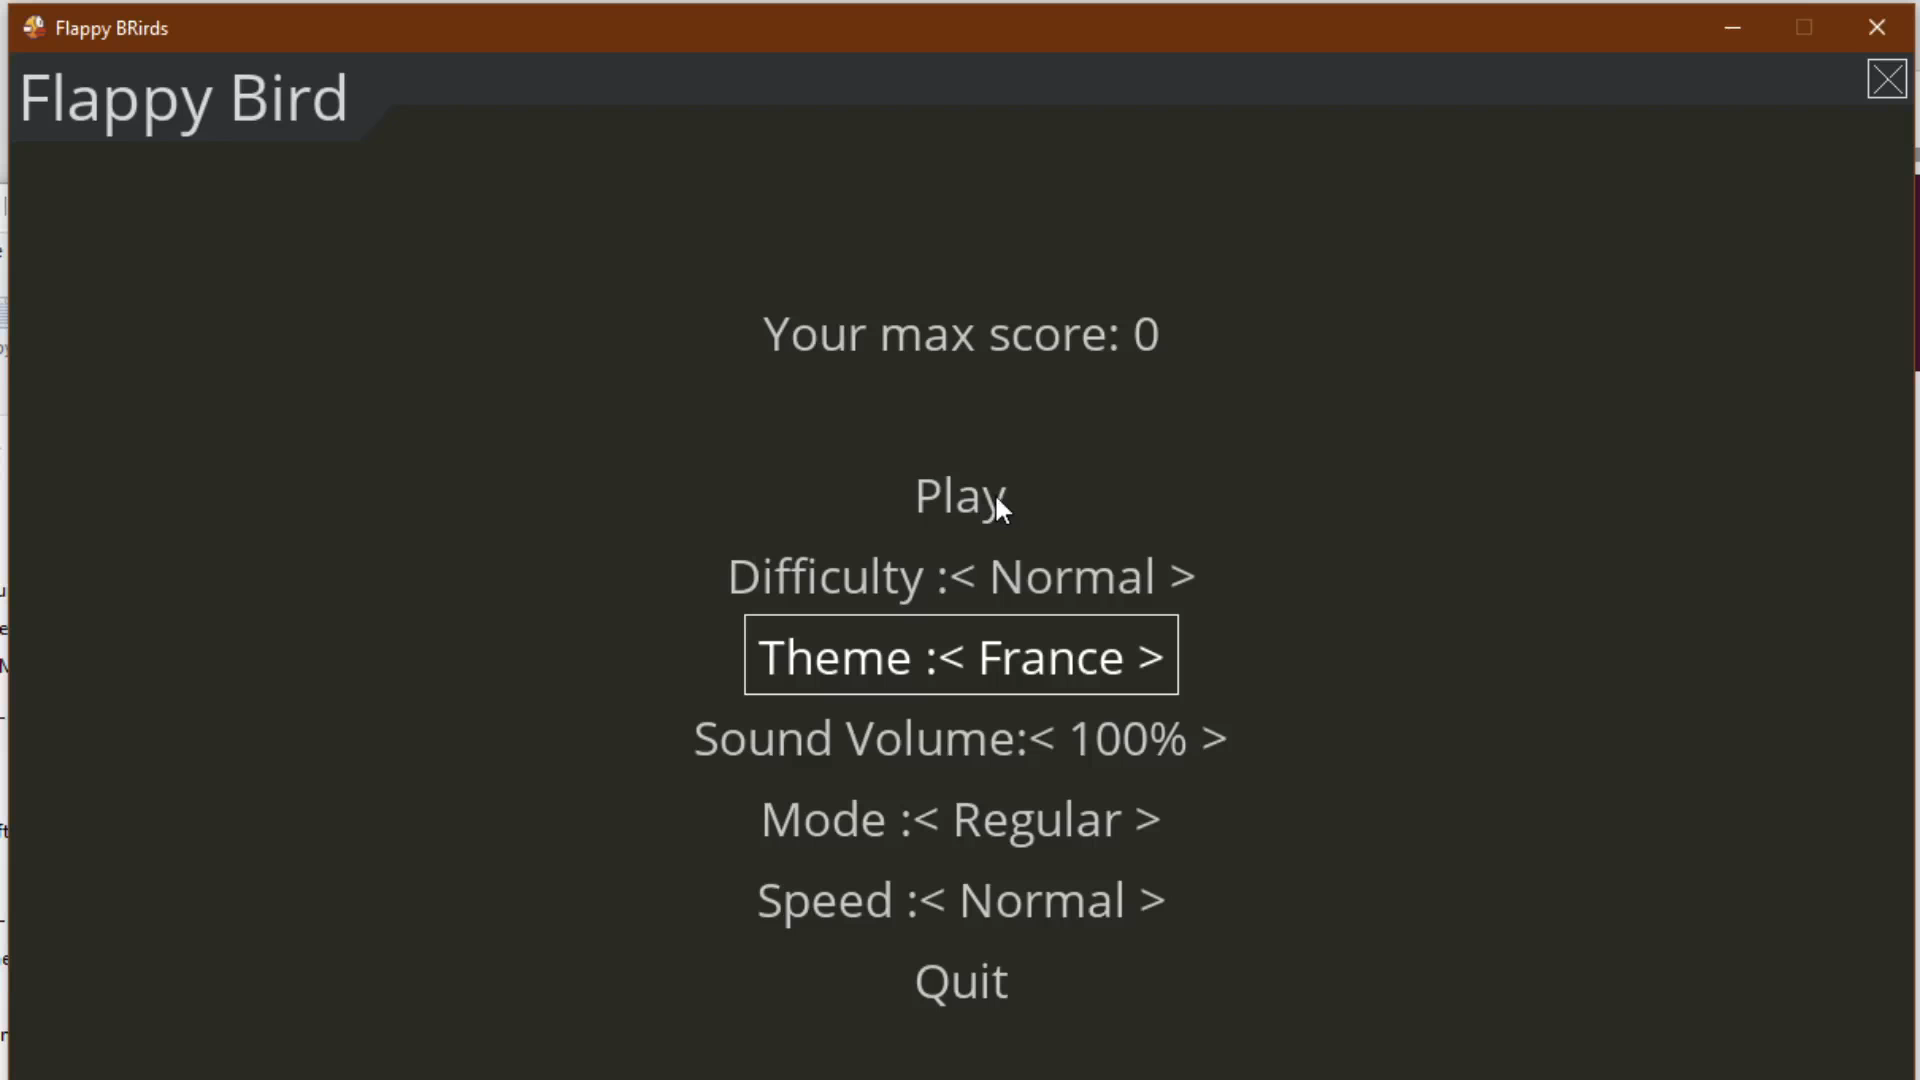 Flappy BRirds
Flappy Bird
Your max score: 0
Play
Difficulty :< Normal >
Theme :< France >
Sound Volume:< 100% >
Mode :< Regular >
Speed :< Normal >
Quit